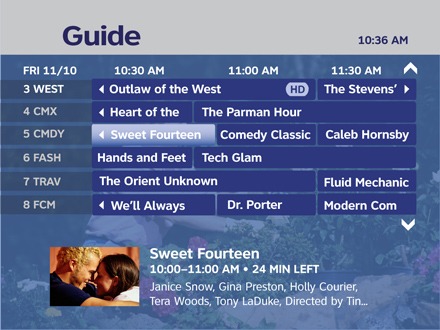 Guide
10:36 AM
FRI 11/10 10:30 AM 11:00 AM 11:30 AM
3 WEST Outlaw of the West HD The Stevens’
4 CMX Heart of the The Parman Hour
5 CMDY Sweet Fourteen Comedy Classic Caleb Hornsby
6 FASH Hands and Feet Tech Glam
7 TRAV The Orient Unknown Fluid Mechanic
8 FCM We’ll Always Dr. Porter Modern Com
Sweet Fourteen
10:00–11:00 AM • 24 MIN LEFT
Janice Snow, Gina Preston, Holly Courier,
Tera Woods, Tony LaDuke, Directed by Tin...